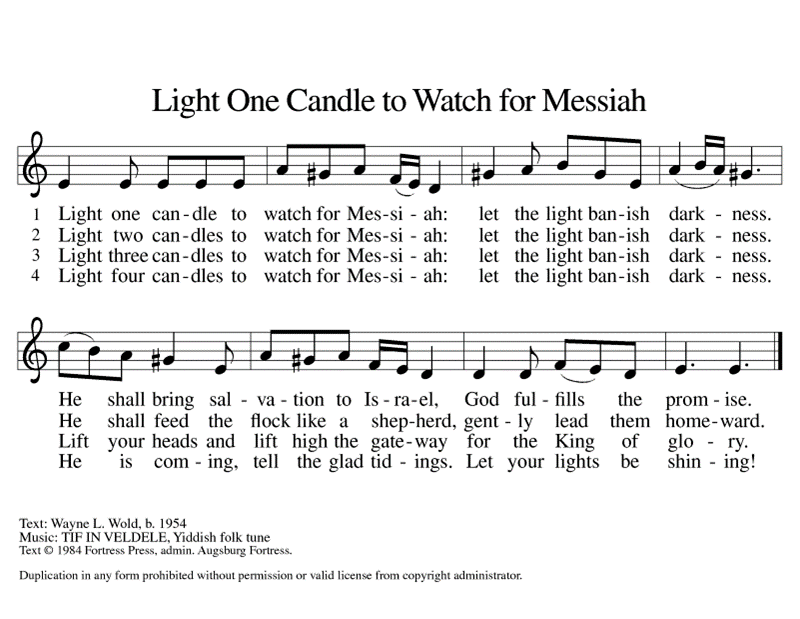 Light One Candle to Watch for Messiah
1 Light one can - dle to watch for Mes - si - ah: let the light ban - ish dark - ness.
2 Light two can - dles to watch for Mes - si - ah: let the light ban - ish dark - ness.
3 Light three can - dles to watch for Mes - si - ah: let the light ban - ish dark - ness.
4 Light four can - dles to watch for Mes - si - ah: let the light ban - ish dark - ness.
He shall bring sal - va - tion to Is - ra - el, God ful - fills the prom - ise.
He shall feed the flock like a shep - herd, gent - ly lead them home - ward.
Lift your heads and lift high the gate - way for the King of glo - ry.
He is com - ing, tell the glad tid - ings. Let your lights be shin - ing!
Text: Wayne L. Wold, b. 1954
Music: TIF IN VELDELE, Yiddish folk tune
Text © 1984 Fortress Press, admin. Augsburg Fortress.
Duplication in any form prohibited without permission or valid license from copyright administrator.